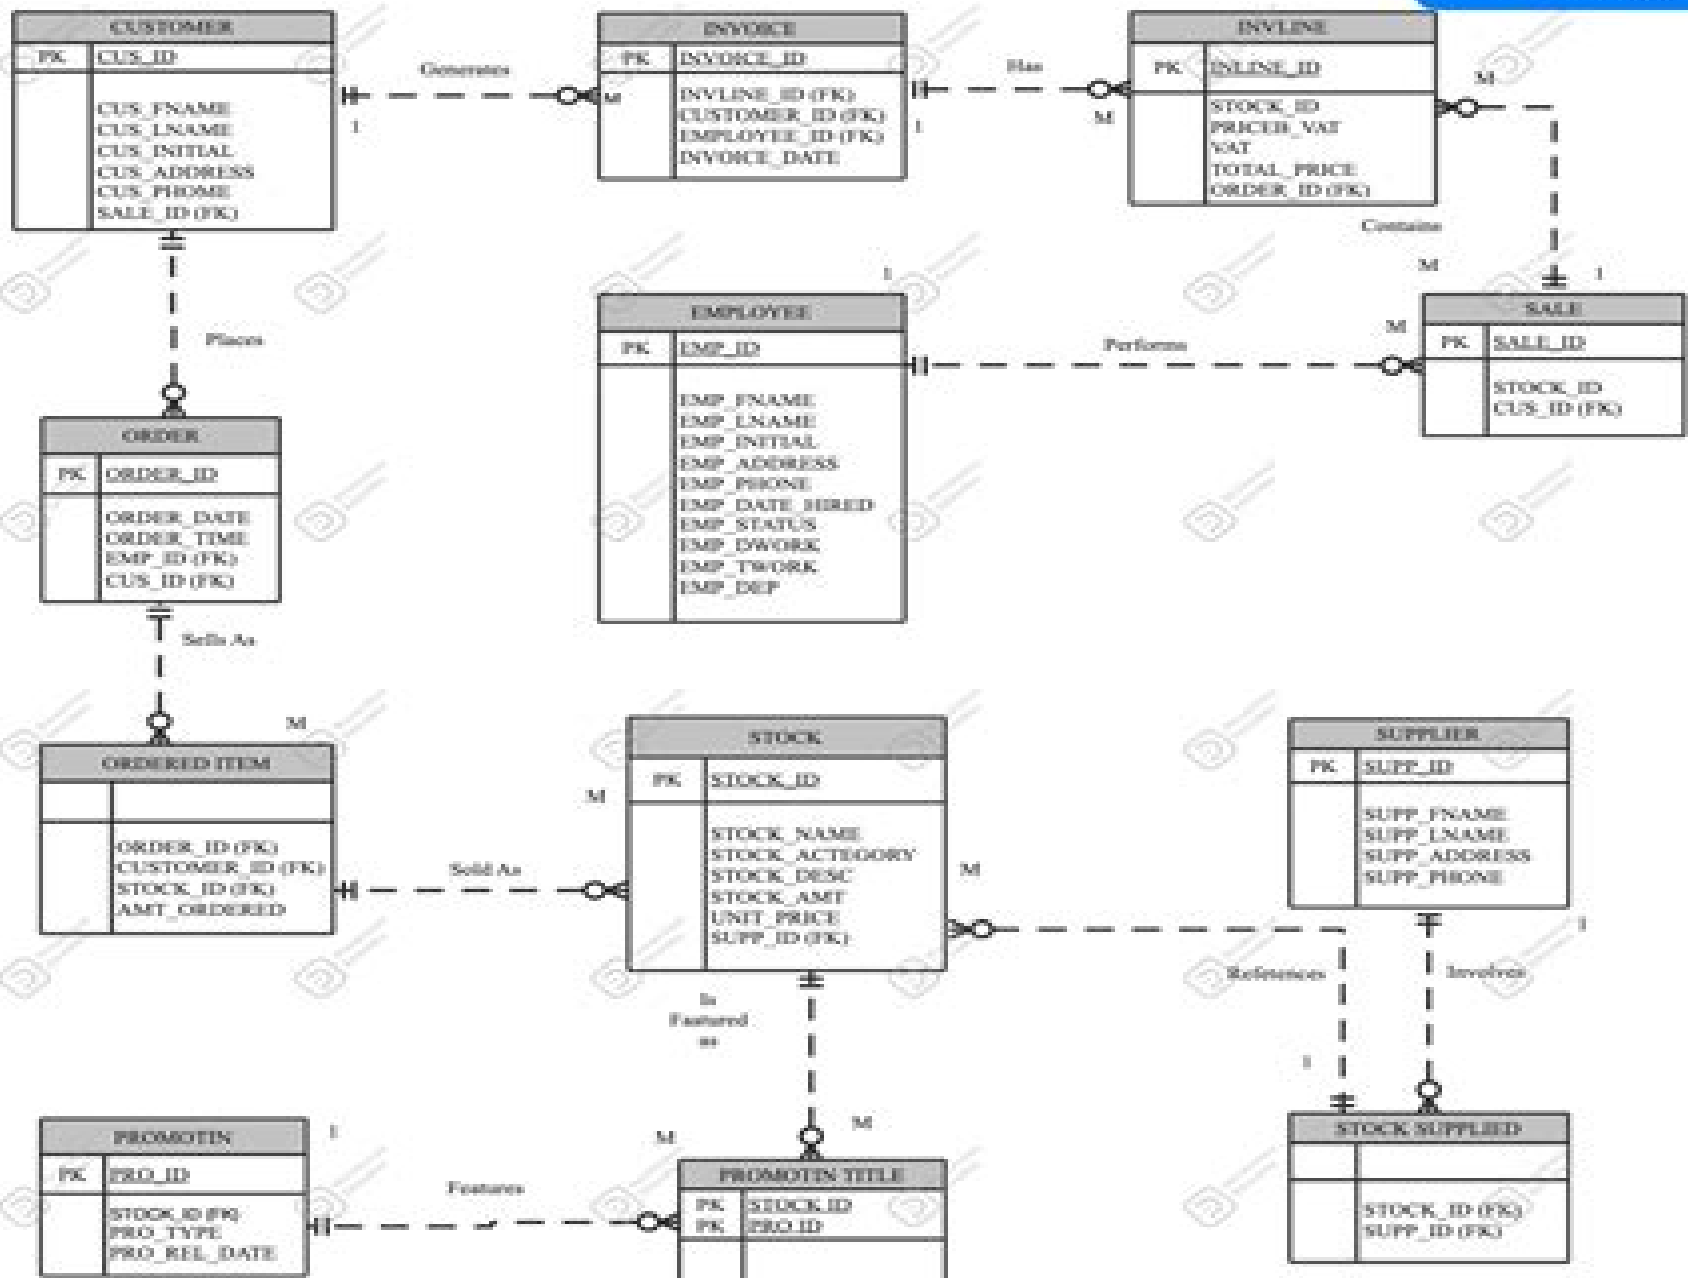 CUSTOMER
PK CUS_ID
CUS_FNAME
CUS_LNAME
CUS_INITIAL
CUS_ADDRESS
CUS_PHOME
SALE_ID (FK)
Generates
1
M
INVOICE
PK INVOICE_ID
INVLINE_ID (FK)
CUSTOMER_ID (FK)
EMPLOYEE_ID (FK)
INVOICE_DATE
Has
1
M
INVLINE
PK INLINE_ID
STOCK_ID
PRICEB_VAT
VAT
TOTAL_PRICE
ORDER_ID (FK)
M
Contains
M
1
Places
1
EMPLOYEE
PK EMP_ID
EMP_FNAME
EMP_LNAME
EMP_INITIAL
EMP_ADDRESS
EMP_PHONE
EMP_DATE_HIRED
EMP_STATUS
EMP_DWORK
EMP_TWORK
EMP_DEP
Performs
M
SALE
PK SALE_ID
STOCK_ID
CUS_ID (FK)
ORDER
PK ORDER_ID
ORDER_DATE
ORDER_TIME
EMP_ID (FK)
CUS_ID (FK)
Sells As
M
ORDERED ITEM
ORDER_ID (FK)
CUSTOMER_ID (FK)
STOCK_ID (FK)
AMT_ORDERED
Sold As
M
STOCK
PK STOCK_ID
STOCK_NAME
STOCK_ACTEGORY
STOCK_DESC
STOCK_AMT
UNIT_PRICE
SUPP_ID (FK)
M
SUPPLIER
PK SUPP_ID
SUPP_FNAME
SUPP_LNAME
SUPP_ADDRESS
SUPP_PHONE
1
References
Involves
1
Is
Featured
as
M
STOCK SUPPLIED
STOCK_ID (FK)
SUPP_ID (FK)
PROMOTIN
PK PRO_ID
STOCK_ID (FK)
PRO_TYPE
PRO_REL_DATE
1
Features
M
PROMOTIN TITLE
PK STOCK.ID
PK PRO.ID